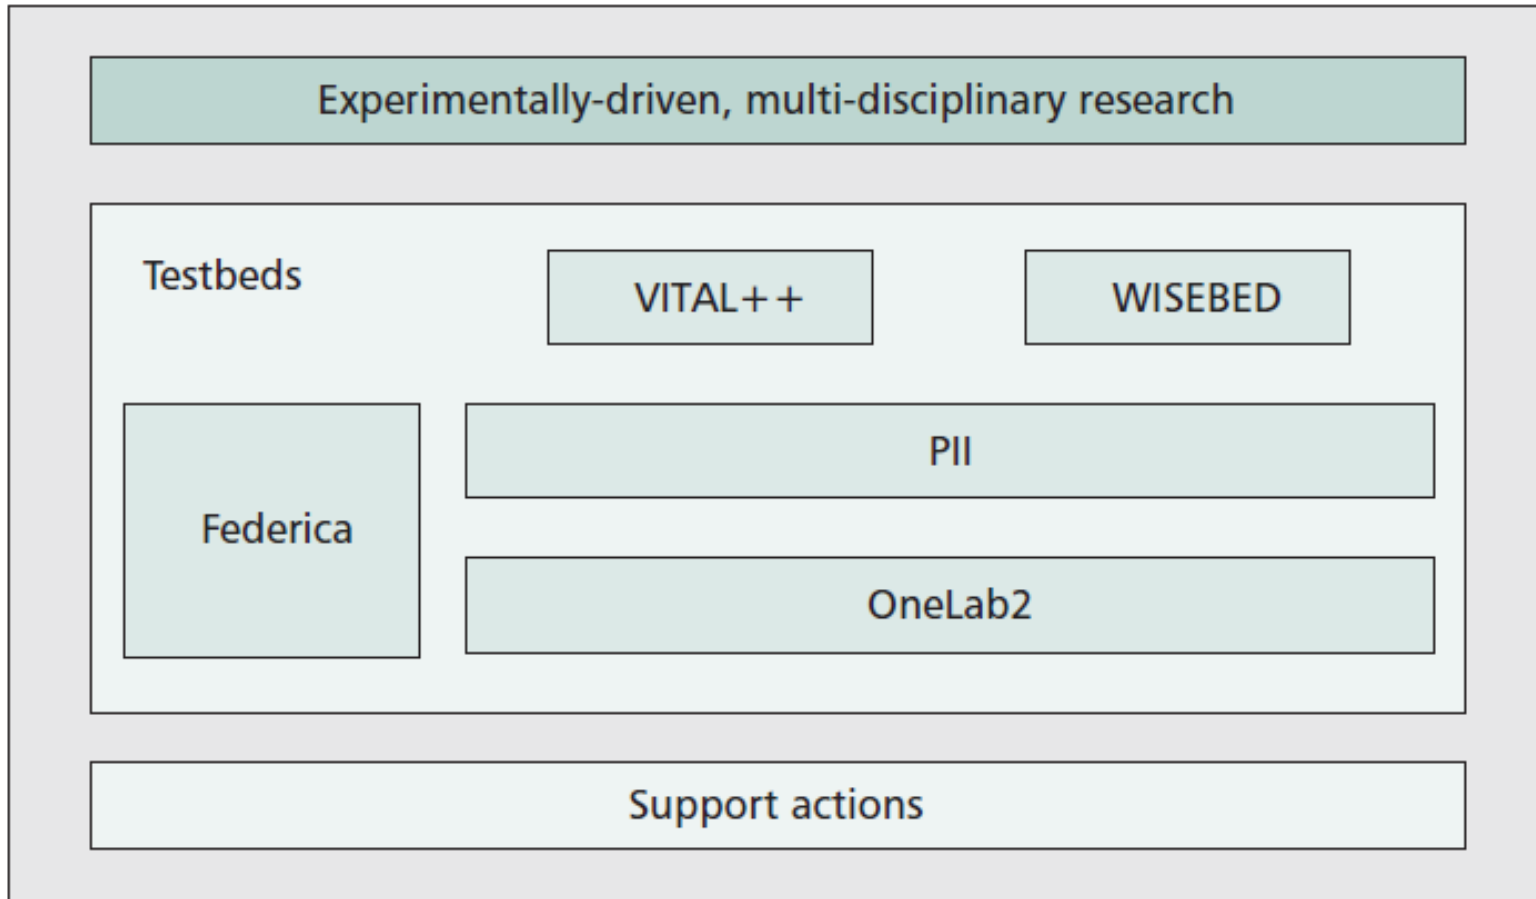 Experimentally-driven, multi-disciplinary research
Testbeds
VITAL++
WISEBED
Federica
PII
OneLab2
Support actions